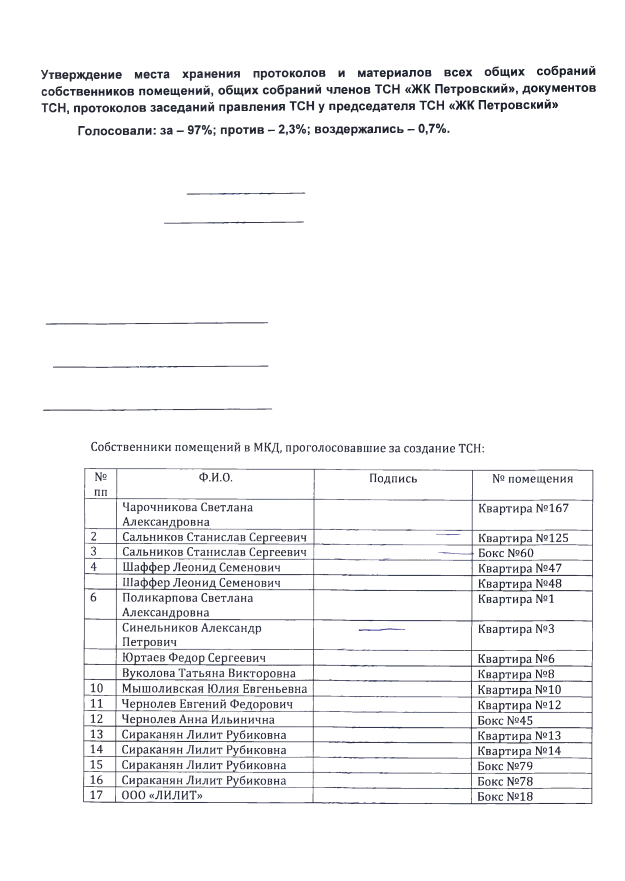 Утверждение места хранения протоколов и материалов всех общих собраний
собственников помещений, общих собраний членов ТСН «ЖК Петровский», документов
ТСН, протоколов заседаний правления ТСН у председателя ТСН «ЖК Петровский»
Голосовали: за – 97%; против – 2,3%; воздержались – 0,7%.
Собственники помещений в МКД, проголосовавшие за создание ТСН:
№ Ф.И.О. Подпись № помещения
пп
Чарочникова Светлана Квартира №167
Александровна
2 Сальников Станислав Сергеевич Квартира №125
3 Сальников Станислав Сергеевич Бокс №60
4 Шаффер Леонид Семенович Квартира №47
Шаффер Леонид Семенович Квартира №48
6 Поликарпова Светлана Квартира №1
Александровна
Синельников Александр Квартира №3
Петрович
Юртаев Федор Сергеевич Квартира №6
Вуколова Татьяна Викторовна Квартира №8
10 Мышоливская Юлия Евгеньевна Квартира №10
11 Чернолев Евгений Федорович Квартира №12
12 Чернолев Анна Ильинична Бокс №45
13 Сираканян Лилит Рубиковна Квартира №13
14 Сираканян Лилит Рубиковна Квартира №14
15 Сираканян Лилит Рубиковна Бокс №79
16 Сираканян Лилит Рубиковна Бокс №78
17 ООО «ЛИЛИТ» Бокс №18